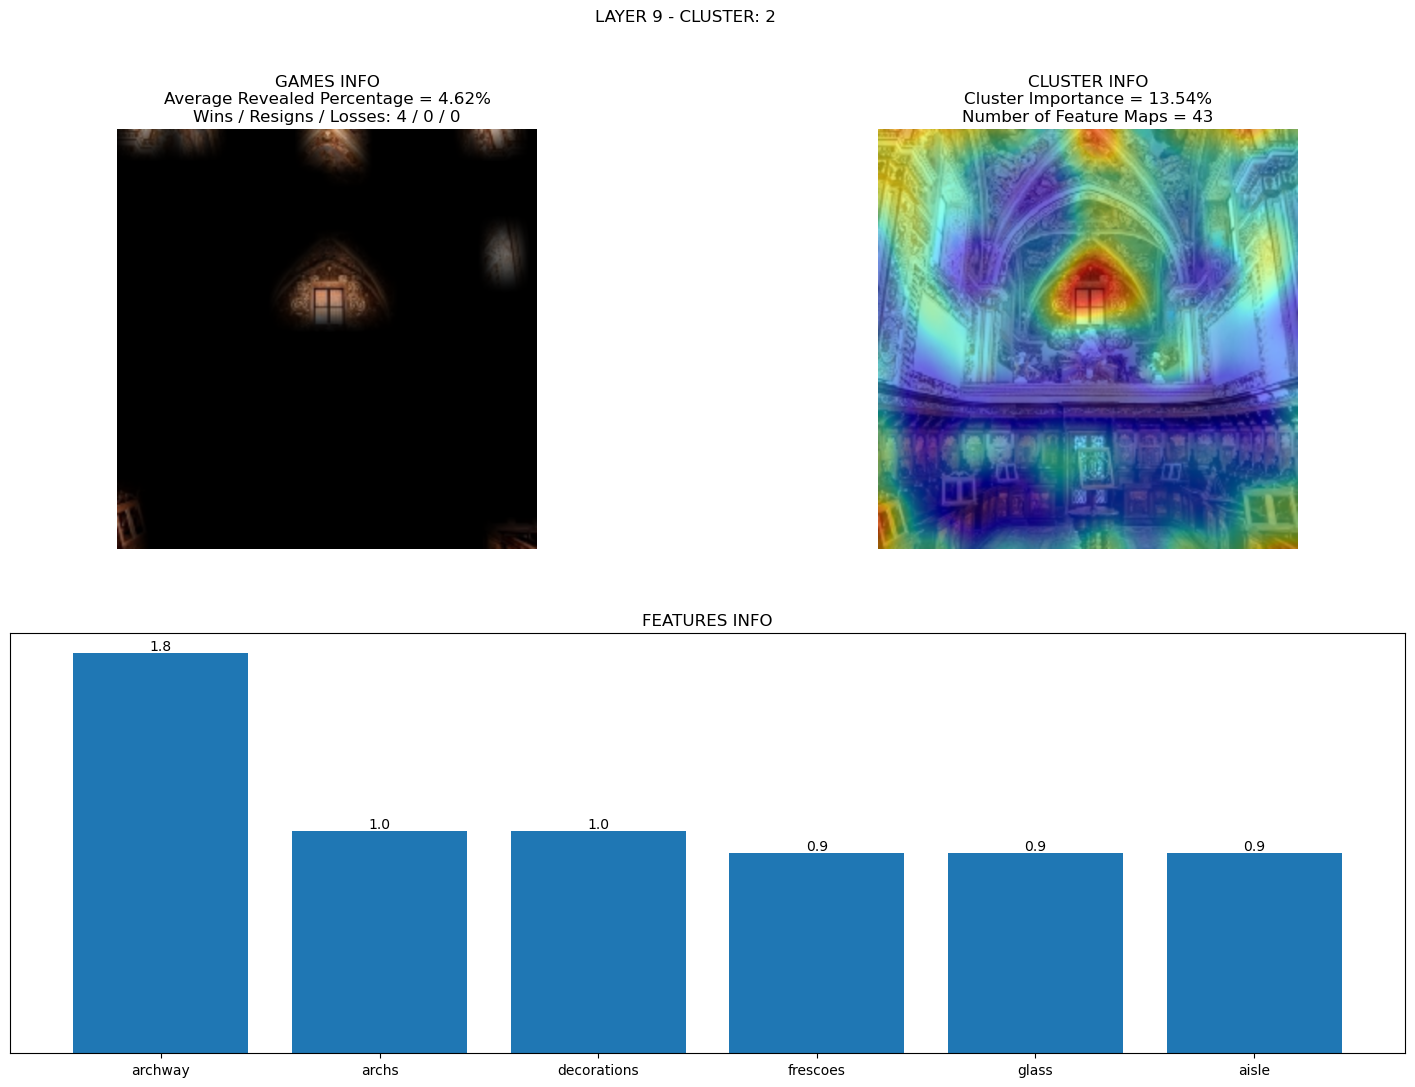 LAYER 9 - CLUSTER: 2
GAMES INFO
Average Revealed Percentage = 4.62%
Wins / Resigns / Losses: 4 / 0 / 0
CLUSTER INFO
Cluster Importance = 13.54%
Number of Feature Maps = 43
FEATURES INFO
1.8
1.0
1.0
0.9
0.9
0.9
archway
archs
decorations
frescoes
glass
aisle